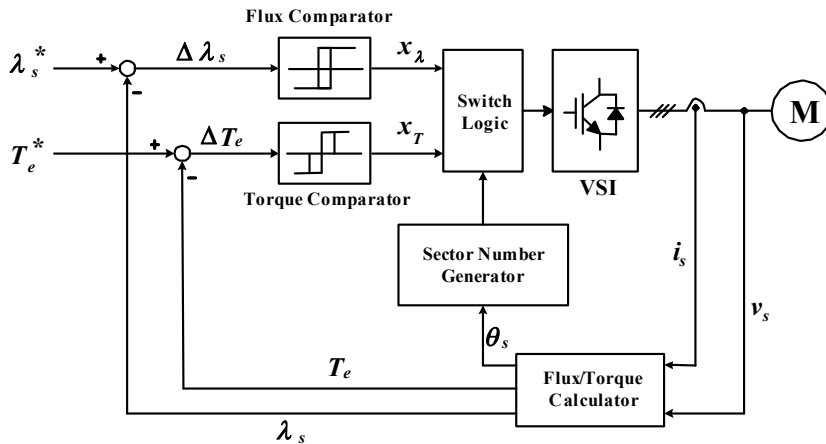 Flux Comparator
λs*
+
-
Δ λs
xλ
Switch
Logic
M
Te*
+
-
ΔTe
xT
Torque Comparator
VSI
Sector Number
Generator
is
vs
θs
Te
Flux/Torque
Calculator
λs